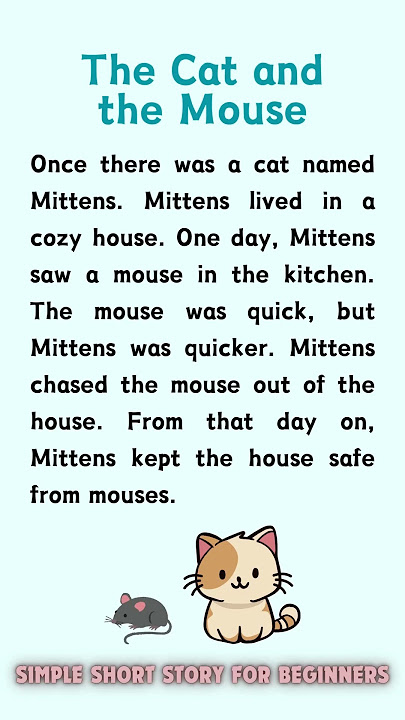 The Cat and
the Mouse
Once there was a cat named
Mittens. Mittens lived in a
cozy house. One day, Mittens
saw a mouse in the kitchen.
The mouse was quick, but
Mittens was quicker. Mittens
chased the mouse out of the
house. From that day on,
Mittens kept the house safe
from mouses.
SIMPLE SHORT STORY FOR BEGINNERS